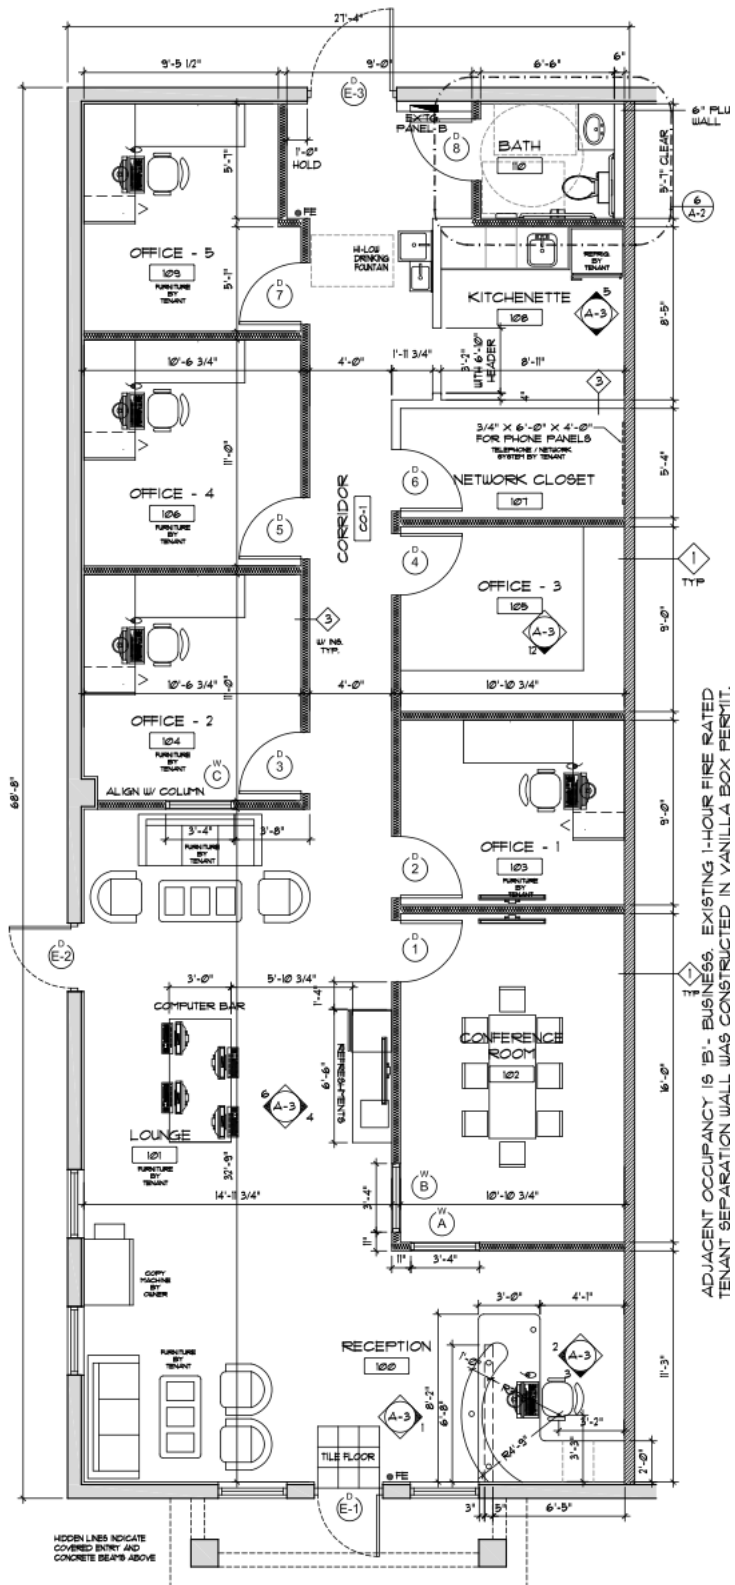 27'-4"
9'-5 1/2"
9'-0"
6'-6"
6"
D
E-3
EXTG.
PANEL-B
D
8
BATH
110
6" PLU
WALL
5'-7" CLEAR
6
A-2
1'-0"
HOLD
5'-7"
FE
OFFICE - 5
109
FURNITURE
BY
TENANT
5'-1"
D
7
HI-LOW
DRINKING
FOUNTAIN
REFRIG.
BY
TENANT
KITCHENETTE
108
5
A-3
8'-5"
10'-6 3/4"
4'-0"
1'-11 3/4"
3'-2"
WITH 6'-10"
HEADER
8'-11"
4"
3
3/4" X 6'-0" X 4'-0"
FOR PHONE PANELS
TELEPHONE / NETWORK
SYSTEM BY TENANT
11'-0"
D
6
NETWORK CLOSET
107
5'-4"
OFFICE - 4
106
FURNITURE
BY
TENANT
D
5
CORRIDOR
CO-1
D
4
OFFICE - 3
105
A-3
12
1
TYP
9'-0"
3
W/ INS.
TYP.
10'-6 3/4"
11'-0"
4'-0"
10'-10 3/4"
OFFICE - 2
104
FURNITURE
BY
TENANT
W
C
D
3
ALIGN W/ COLUMN
68'-8"
3'-4"
3'-8"
FURNITURE
BY
TENANT
D
2
OFFICE - 1
103
FURNITURE
BY
TENANT
9'-0"
D
E-2
D
1
1
TYP
3'-0"
5'-10 3/4"
1'-4"
COMPUTER BAR
REFRESHMENTS
6'-6"
6
A-3
4
CONFERENCE
ROOM
102
16'-0"
LOUNGE
101
FURNITURE
BY
TENANT
32'-9"
14'-11 3/4"
3'-4"
W
B
10'-10 3/4"
W
A
11"
11"
3'-4"
COPY
MACHINE
BY
OWNER
3'-0"
4'-1"
FURNITURE
BY
TENANT
RECEPTION
100
8'-2"
6'-8"
2
A-3
3
11'-3"
A-3
1
R4'-9"
3'-2"
3'-3"
2'-0"
TILE FLOOR
FE
D
E-1
3"
5"
6'-5"
HIDDEN LINES INDICATE
COVERED ENTRY AND
CONCRETE BEAMS ABOVE
ADJACENT OCCUPANCY IS 'B'- BUSINESS. EXISTING 1-HOUR FIRE RATED
TENANT SEPARATION WALL WAS CONSTRUCTED IN VANILLA BOX PERMIT.